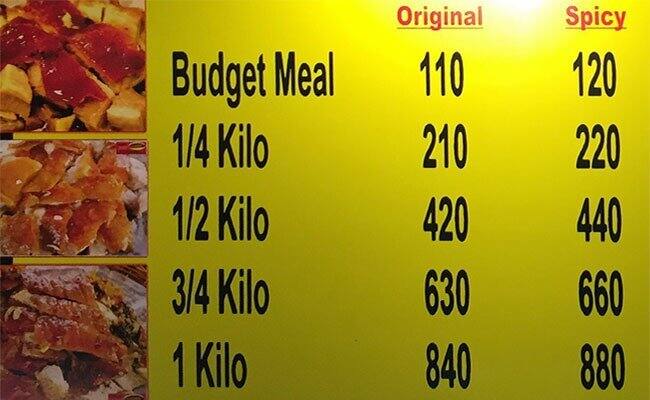 Original Spicy
Budget Meal 110 120
1/4 Kilo 210 220
1/2 Kilo 420 440
3/4 Kilo 630 660
1 Kilo 840 880